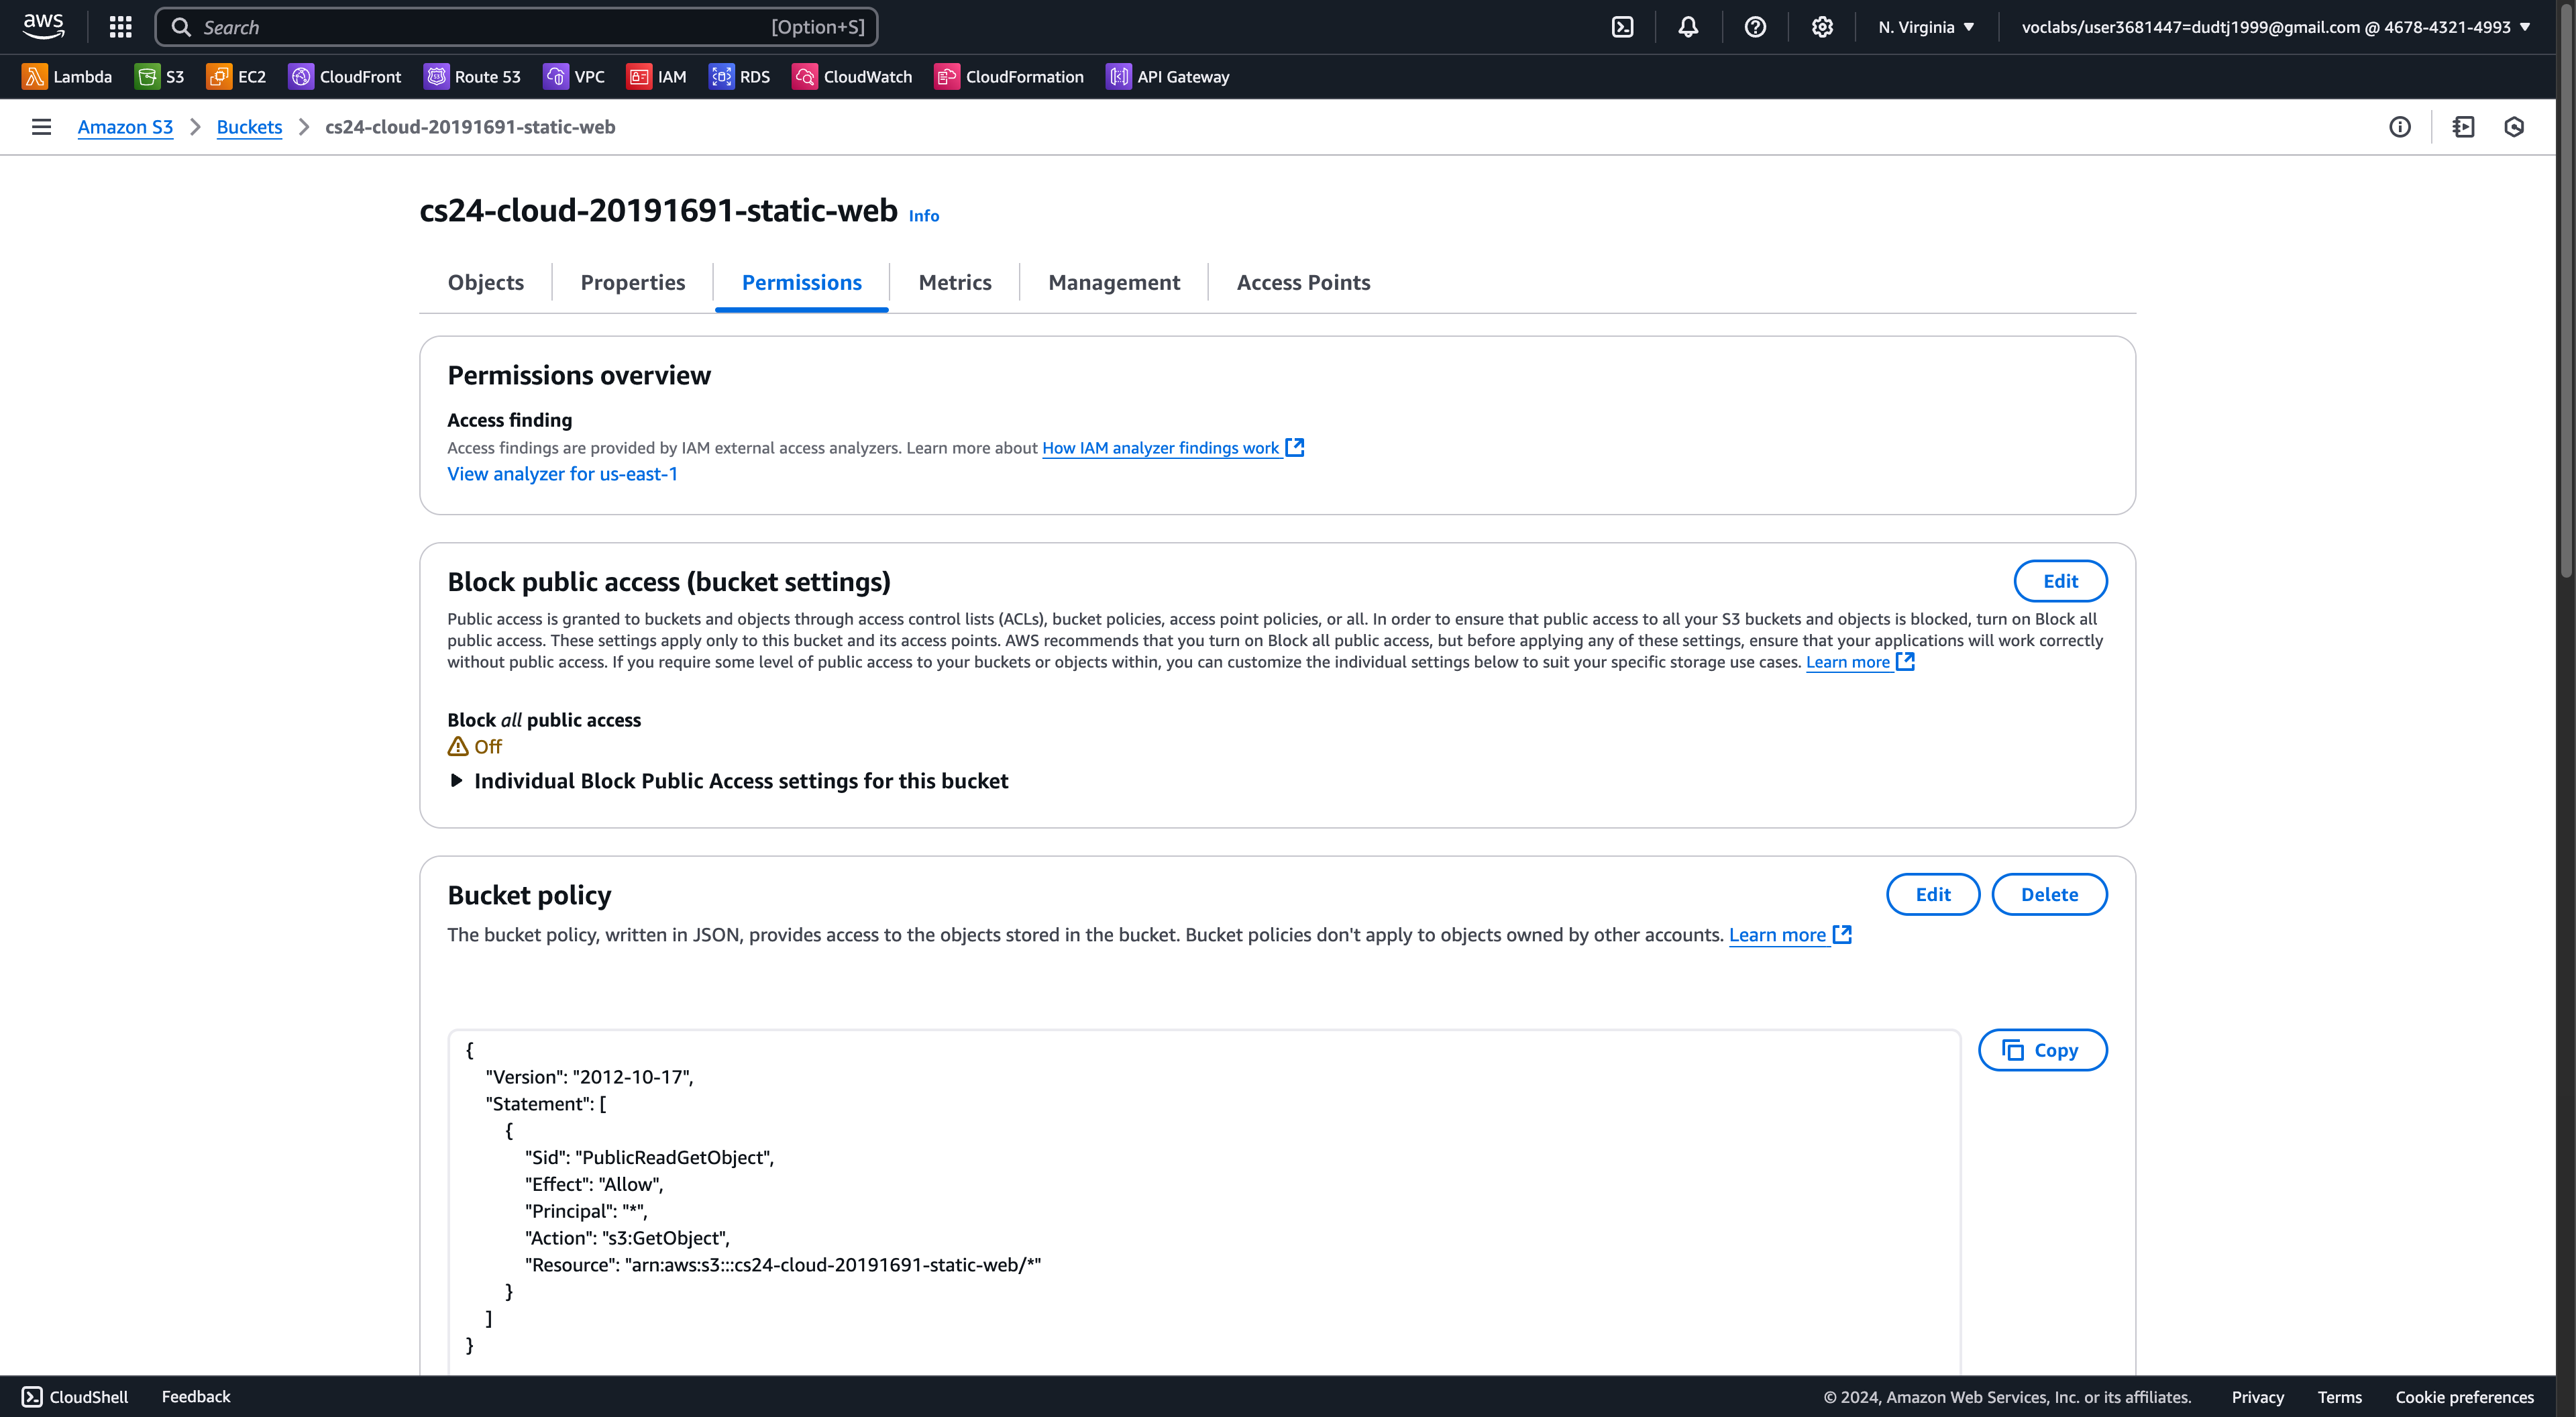 aws
Search [Option+S]
N. Virginia
voclabs/user3681447=dudtj1999@gmail.com @ 4678-4321-4993
Lambda S3 EC2 CloudFront Route 53 VPC IAM RDS CloudWatch CloudFormation API Gateway
Amazon S3 Buckets cs24-cloud-20191691-static-web
cs24-cloud-20191691-static-web Info
Objects Properties Permissions Metrics Management Access Points
Permissions overview
Access finding
Access findings are provided by IAM external access analyzers. Learn more about How IAM analyzer findings work
View analyzer for us-east-1
Block public access (bucket settings)
Edit
Public access is granted to buckets and objects through access control lists (ACLs), bucket policies, access point policies, or all. In order to ensure that public access to all your S3 buckets and objects is blocked, turn on Block all
public access. These settings apply only to this bucket and its access points. AWS recommends that you turn on Block all public access, but before applying any of these settings, ensure that your applications will work correctly
without public access. If you require some level of public access to your buckets or objects within, you can customize the individual settings below to suit your specific storage use cases. Learn more
Block all public access
Off
Individual Block Public Access settings for this bucket
Bucket policy
Edit Delete
The bucket policy, written in JSON, provides access to the objects stored in the bucket. Bucket policies don't apply to objects owned by other accounts. Learn more
Copy
{
"Version": "2012-10-17",
"Statement": [
{
"Sid": "PublicReadGetObject",
"Effect": "Allow",
"Principal": "*",
"Action": "s3:GetObject",
"Resource": "arn:aws:s3:::cs24-cloud-20191691-static-web/*"
}
]
}
CloudShell Feedback
© 2024, Amazon Web Services, Inc. or its affiliates. Privacy Terms Cookie preferences